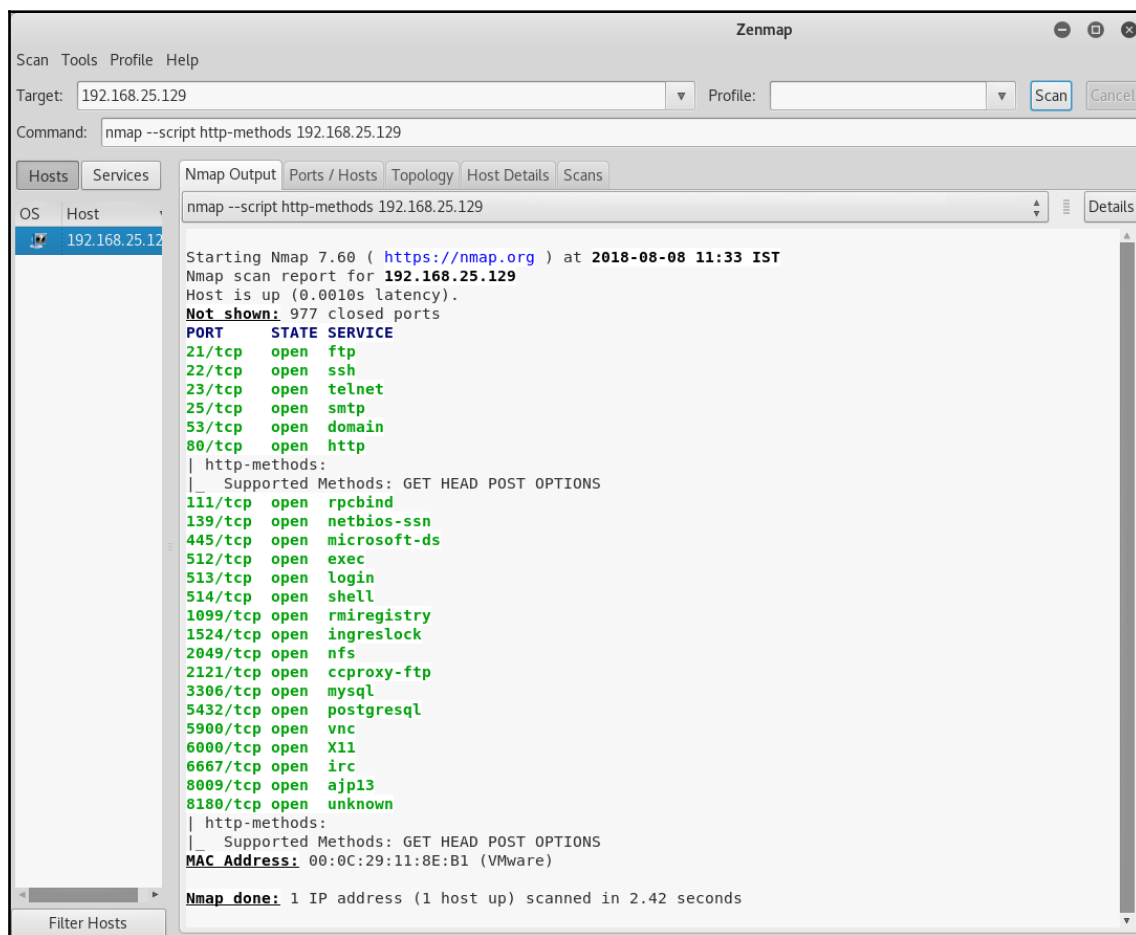 Zenmap
Scan Tools Profile Help
Target: 192.168.25.129 Profile: Scan Cancel
Command: nmap --script http-methods 192.168.25.129
Hosts Services Nmap Output Ports / Hosts Topology Host Details Scans
OS Host nmap --script http-methods 192.168.25.129 Details
192.168.25.12
Starting Nmap 7.60 ( https://nmap.org ) at 2018-08-08 11:33 IST
Nmap scan report for 192.168.25.129
Host is up (0.0010s latency).
Not shown: 977 closed ports
PORT STATE SERVICE
21/tcp open ftp
22/tcp open ssh
23/tcp open telnet
25/tcp open smtp
53/tcp open domain
80/tcp open http
| http-methods:
|_ Supported Methods: GET HEAD POST OPTIONS
111/tcp open rpcbind
139/tcp open netbios-ssn
445/tcp open microsoft-ds
512/tcp open exec
513/tcp open login
514/tcp open shell
1099/tcp open rmiregistry
1524/tcp open ingreslock
2049/tcp open nfs
2121/tcp open ccproxy-ftp
3306/tcp open mysql
5432/tcp open postgresql
5900/tcp open vnc
6000/tcp open X11
6667/tcp open irc
8009/tcp open ajp13
8180/tcp open unknown
| http-methods:
|_ Supported Methods: GET HEAD POST OPTIONS
MAC Address: 00:0C:29:11:8E:B1 (VMware)
Nmap done: 1 IP address (1 host up) scanned in 2.42 seconds
Filter Hosts